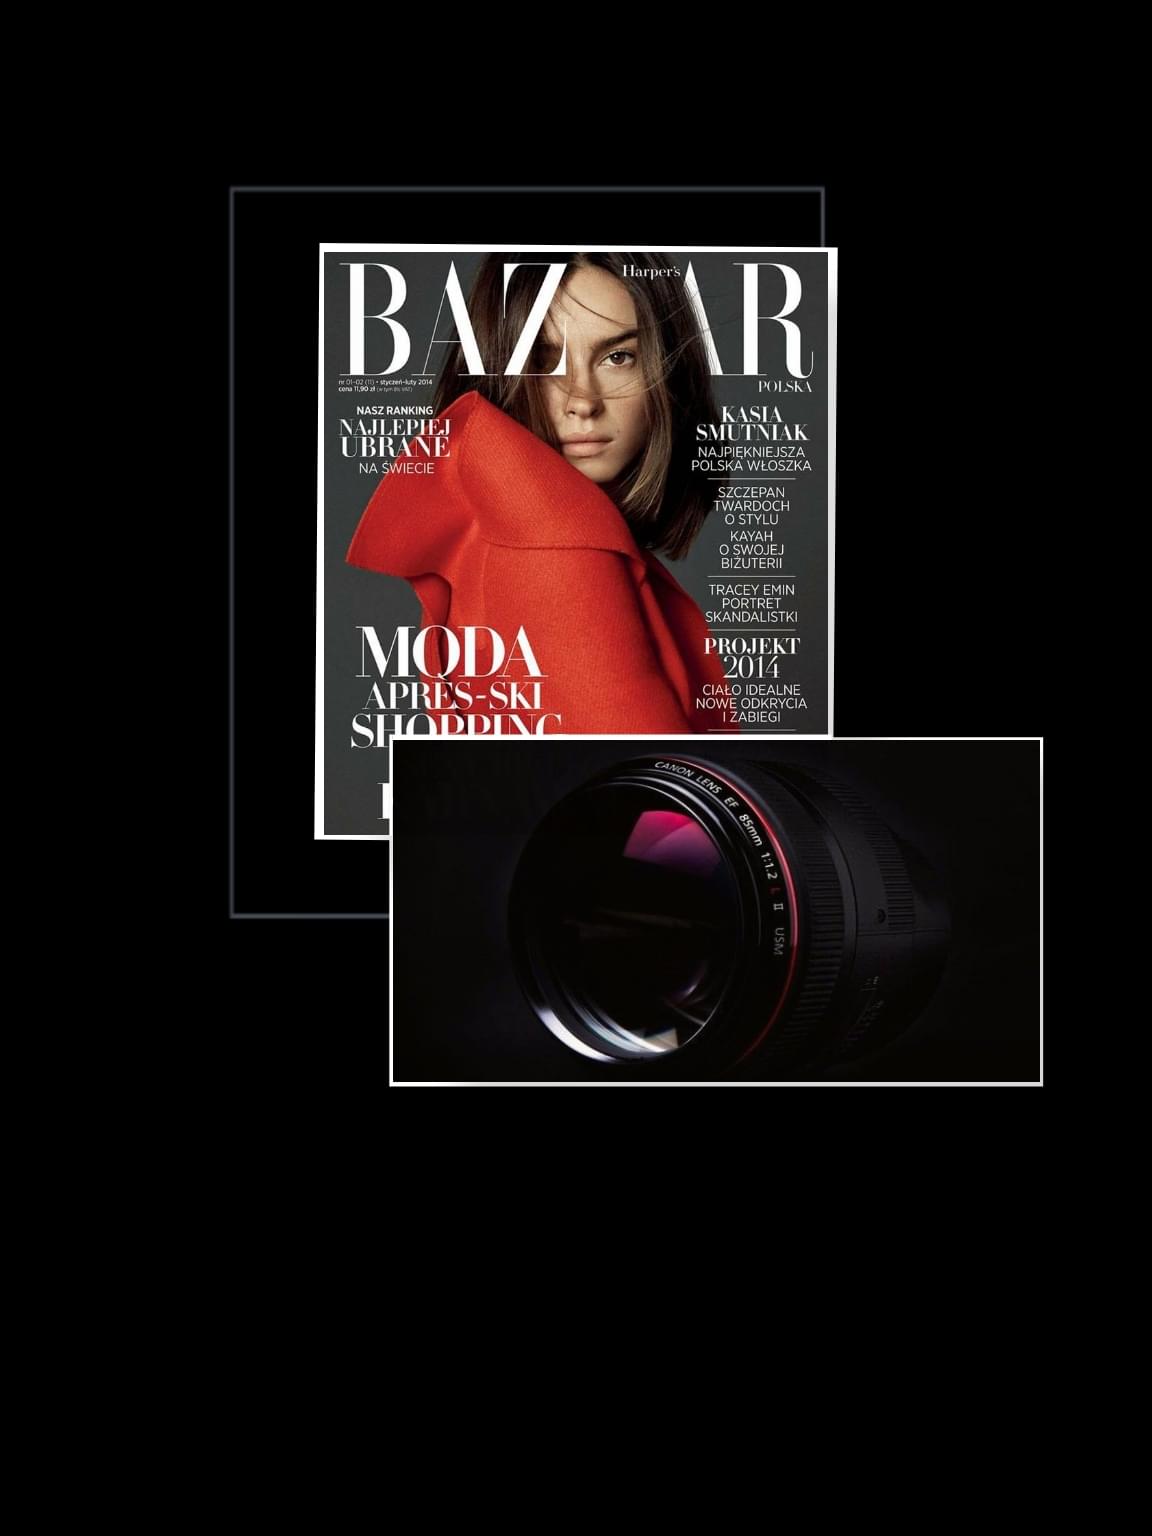 Harper's
BAZAAR
POLSKA
nr 01-02 (11) • styczeń-luty 2014
cena 11,90 zł (w tym 8% VAT)
NASZ RANKING
NAJLEPIEJ
UBRANE
NA ŚWIECIE
KASIA
SMUTNIAK
NAJPIĘKNIEJSZA
POLSKA WŁOSZKA
SZCZEPAN
TWARDOCH
O STYLU
KAYAH
O SWOJEJ
BIŻUTERII
TRACEY EMIN
PORTRET
SKANDALISTKI
PROJEKT
2014
CIAŁO IDEALNE
NOWE ODKRYCIA
I ZABIEGI
MODA
APRÈS-SKI
SHOPPING
CANON LENS EF 85mm 1:1.2 L II USM